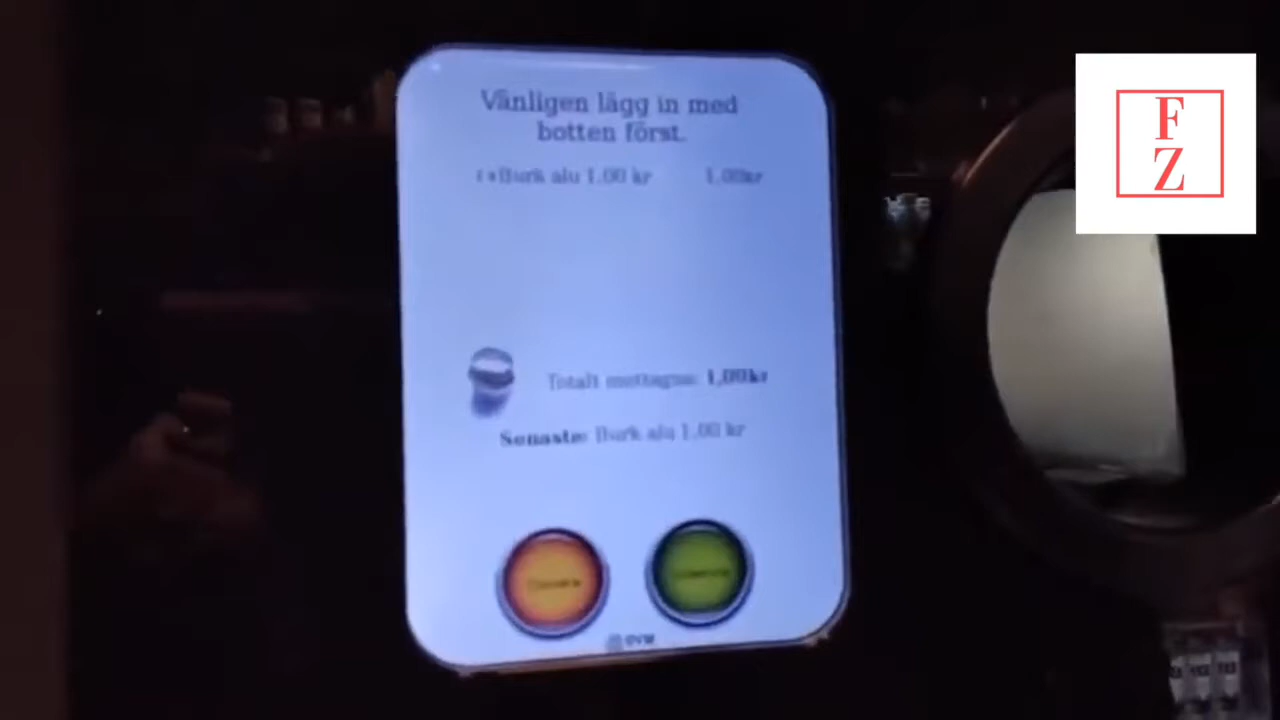 Vänligen lägg in med
botten först.
Burk alu 1.00 kr 1.00kr
Totalt mottagna: 1,00kr
Senaste: Burk alu 1.00 kr
F
Z